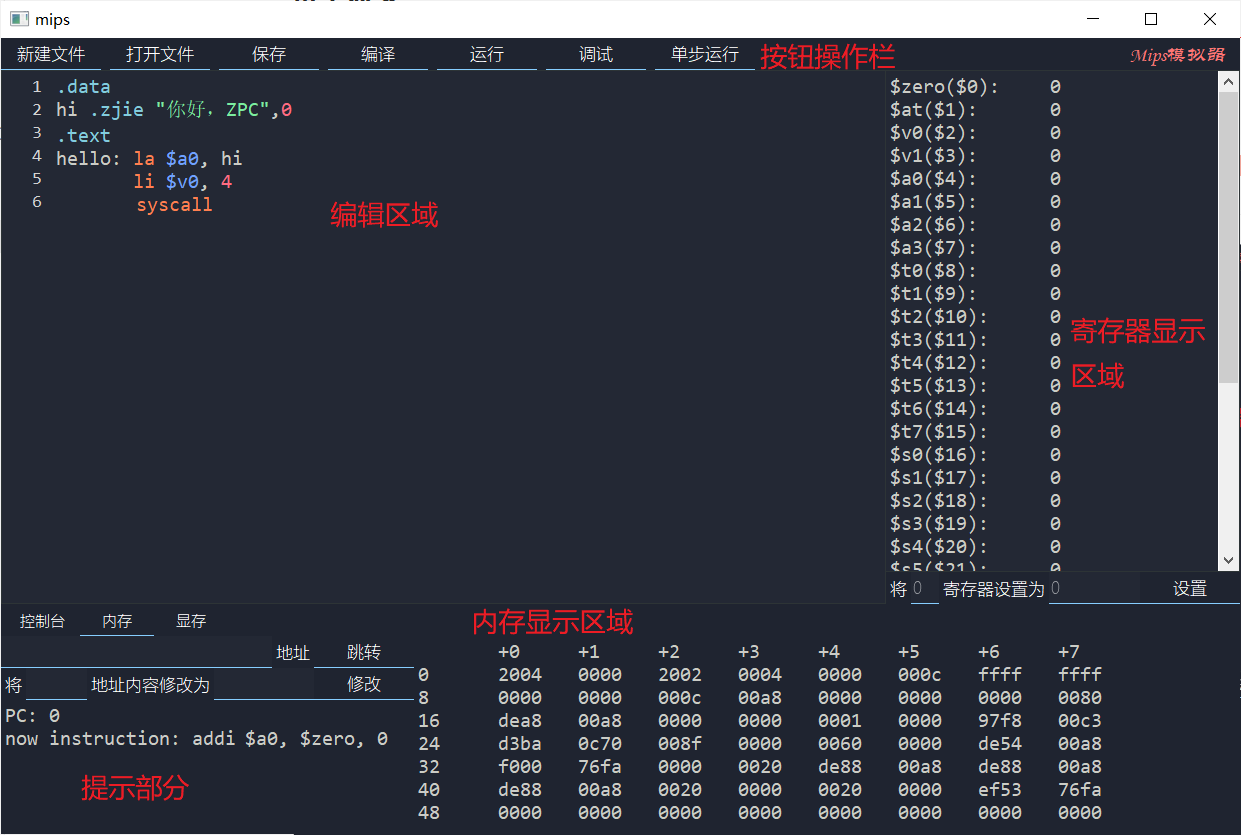 mips
新建文件 打开文件 保存 编译 运行 调试 单步运行 按钮操作栏 Mips模拟器
1 .data
2 hi .zjie "你好，ZPC",0
3 .text
4 hello: la $a0, hi
5 li $v0, 4
6 syscall
编辑区域
$zero($0): 0
$at($1): 0
$v0($2): 0
$v1($3): 0
$a0($4): 0
$a1($5): 0
$a2($6): 0
$a3($7): 0
$t0($8): 0
$t1($9): 0
$t2($10): 0
$t3($11): 0
$t4($12): 0
$t5($13): 0
$t6($14): 0
$t7($15): 0
$s0($16): 0
$s1($17): 0
$s2($18): 0
$s3($19): 0
$s4($20): 0
$s5($21): 0
寄存器显示
区域
将 0 寄存器设置为 0 设置
控制台 内存 显存
内存显示区域
地址 跳转
将 地址内容修改为 修改
PC: 0
now instruction: addi $a0, $zero, 0
提示部分
+0 +1 +2 +3 +4 +5 +6 +7
0 2004 0000 2002 0004 0000 000c ffff ffff
8 0000 0000 000c 00a8 0000 0000 0000 0080
16 dea8 00a8 0000 0000 0001 0000 97f8 00c3
24 d3ba 0c70 008f 0000 0060 0000 de54 00a8
32 f000 76fa 0000 0020 de88 00a8 de88 00a8
40 de88 00a8 0020 0000 0020 0000 ef53 76fa
48 0000 0000 0000 0000 0000 0000 0000 0000